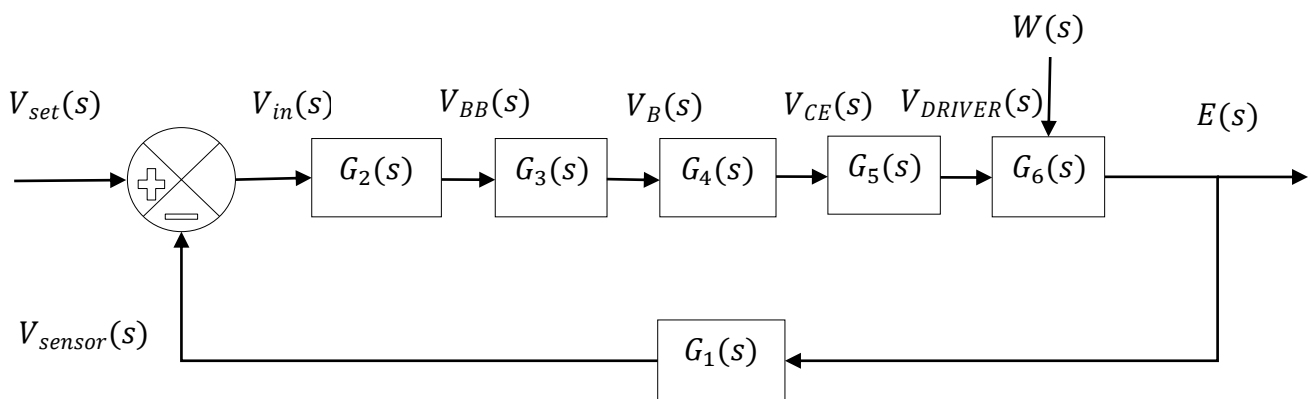 W(s)
V_set(s) V_in(s) V_BB(s) V_B(s) V_CE(s) V_DRIVER(s) E(s)
G_2(s) G_3(s) G_4(s) G_5(s) G_6(s)
V_sensor(s) G_1(s)